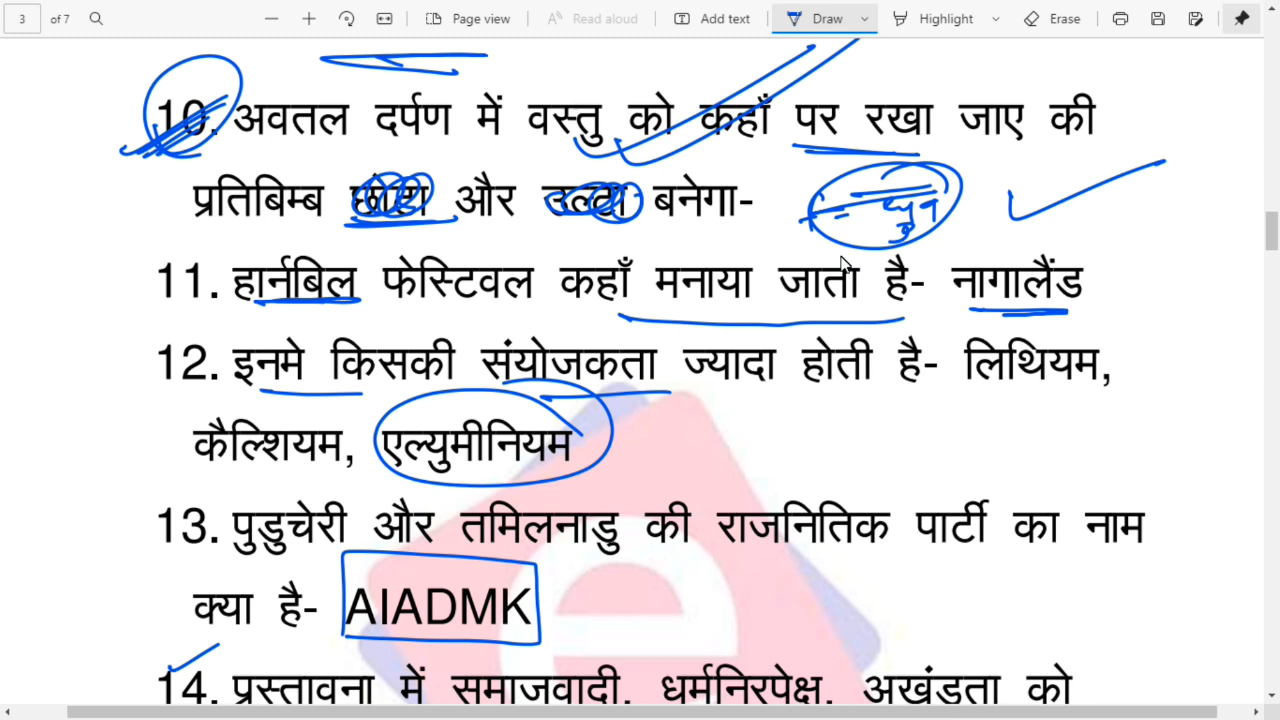 3 of 7 Page view Read aloud Add text Draw Highlight Erase
10. अवतल दर्पण में वस्तु को कहाँ पर रखा जाए की
प्रतिबिम्ब छोटा और उल्टा बनेगा-
11. हार्नबिल फेस्टिवल कहाँ मनाया जाता है- नागालैंड
12. इनमे किसकी संयोजकता ज्यादा होती है- लिथियम,
कैल्शियम, एल्युमीनियम
13. पुडुचेरी और तमिलनाडु की राजनितिक पार्टी का नाम
क्या है- AIADMK
14. प्रस्तावना में समाजवादी, धर्मनिरपेक्ष, अखंडता को